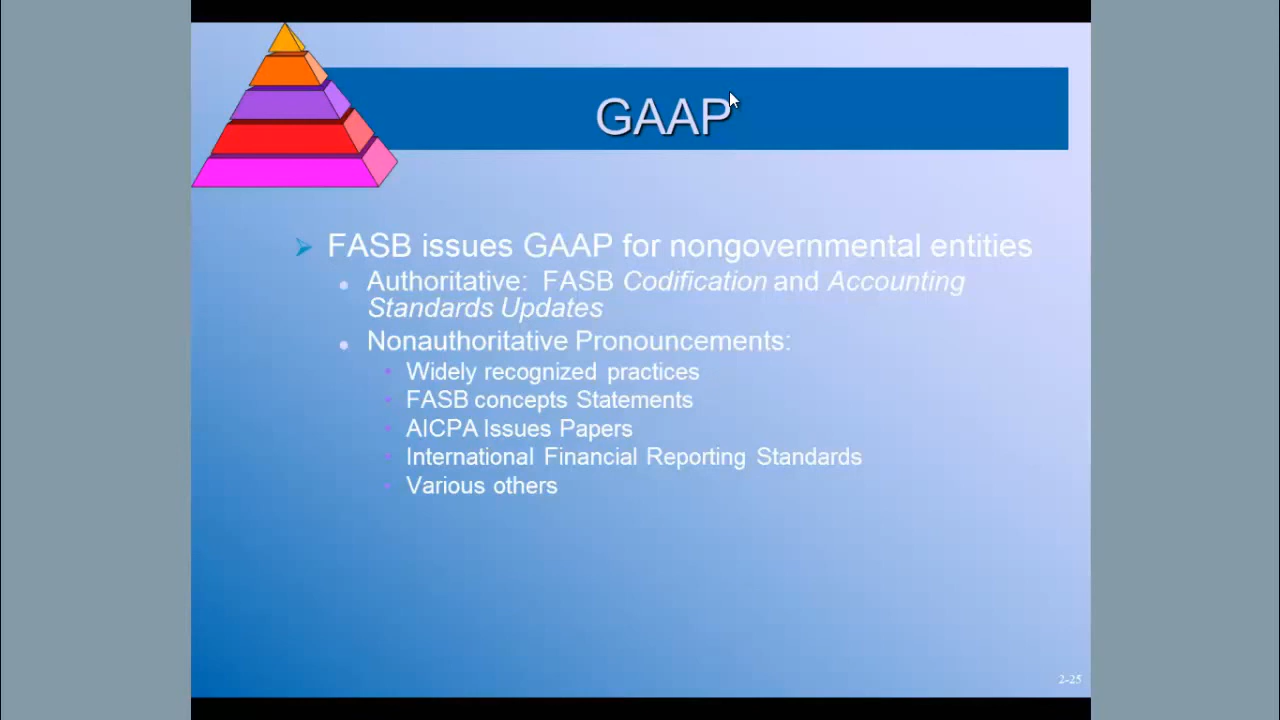 GAAP
FASB issues GAAP for nongovernmental entities
Authoritative: FASB Codification and Accounting
Standards Updates
Nonauthoritative Pronouncements:
Widely recognized practices
FASB concepts Statements
AICPA Issues Papers
International Financial Reporting Standards
Various others
2-25